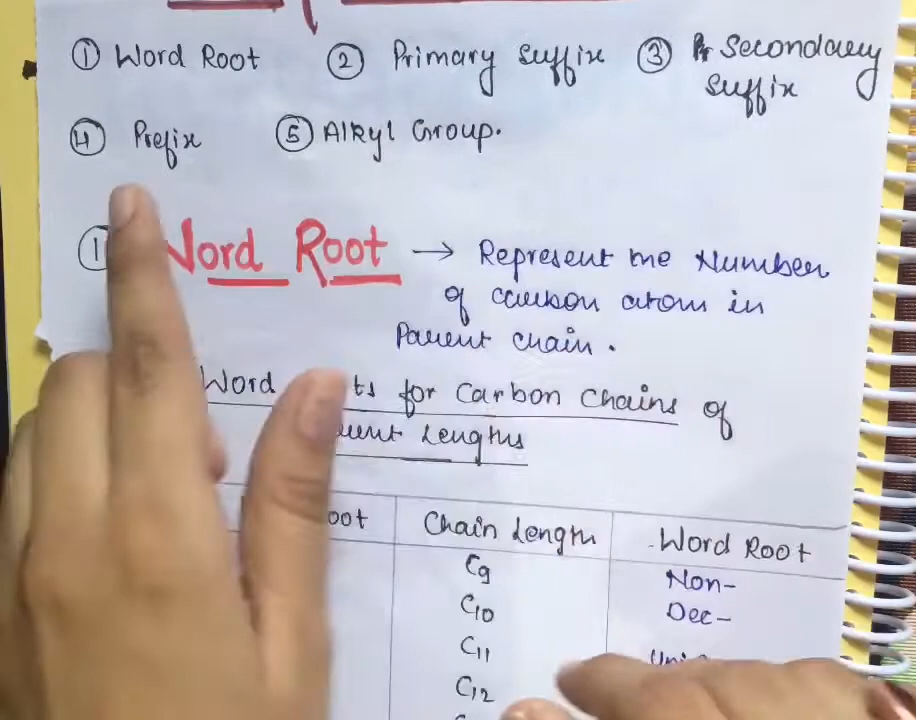 ① Word Root ② Primary Suffix ③ Secondary
Suffix
④ Prefix ⑤ Alkyl Group.
① Word Root → Represent the Number
of carbon atom in
Parent chain.
Word for Carbon Chains of
Lengths
Chain Length Word Root
C9 Non-
C10 Dec-
C11
C12